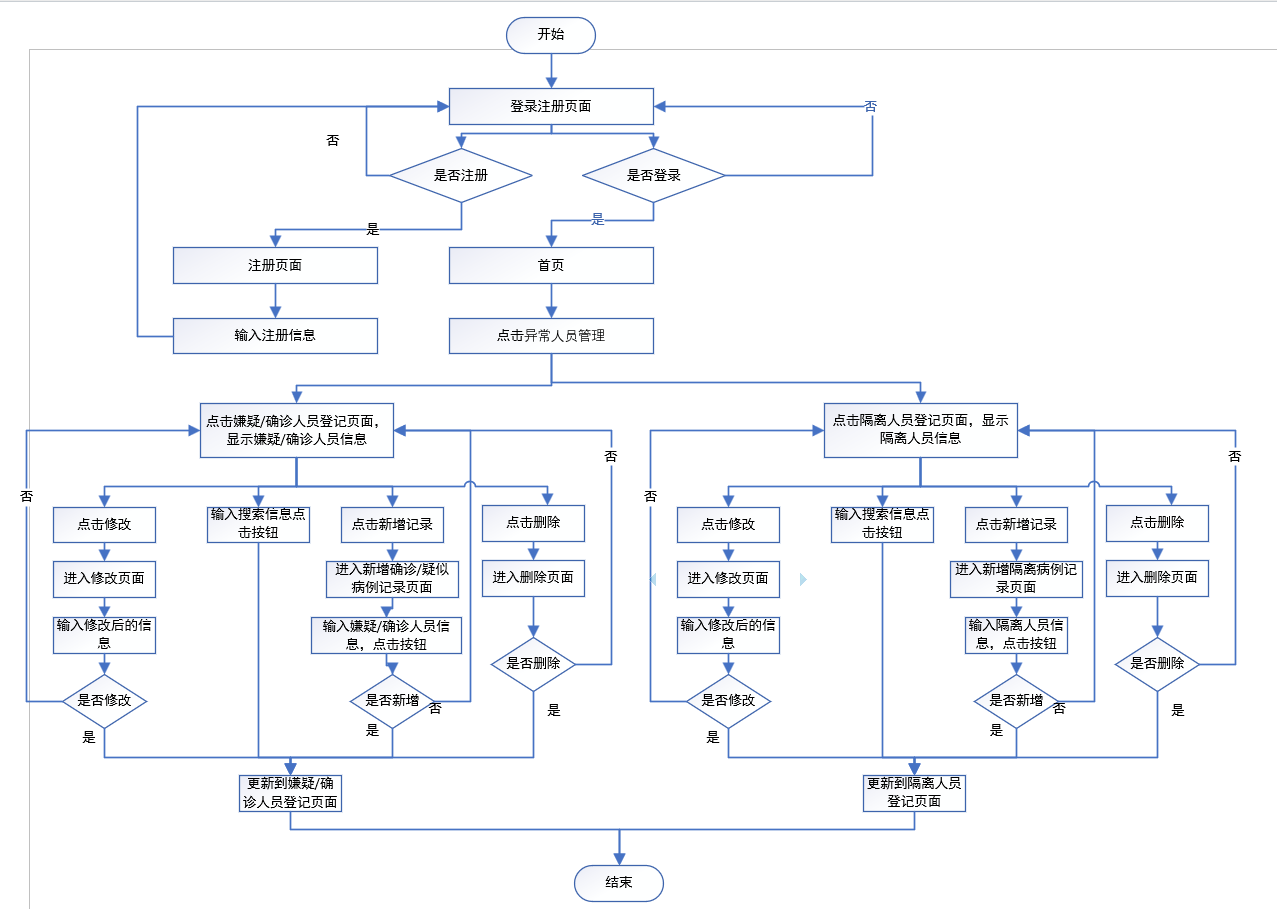 开始
登录注册页面
否
否
是否注册
是否登录
是
是
注册页面
首页
输入注册信息
点击异常人员管理
点击嫌疑/确诊人员登记页面，
显示嫌疑/确诊人员信息
点击隔离人员登记页面，显示
隔离人员信息
否
否
否
否
点击修改
输入搜索信息点
击按钮
点击新增记录
点击删除
点击修改
输入搜索信息点
击按钮
点击新增记录
点击删除
进入修改页面
进入新增确诊/疑似
病例记录页面
进入删除页面
进入修改页面
进入新增隔离病例记
录页面
进入删除页面
输入修改后的信
息
输入嫌疑/确诊人员信
息，点击按钮
输入修改后的信
息
输入隔离人员信
息，点击按钮
是否删除
是否删除
是否修改
是否新增
否
是
是否修改
是否新增
否
是
是
是
是
是
更新到嫌疑/确
诊人员登记页面
更新到隔离人员
登记页面
结束